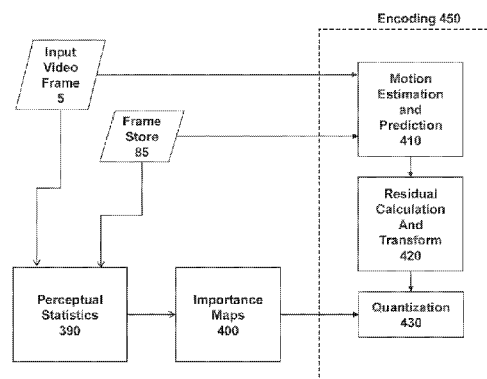 Encoding 450
Input
Video
Frame
5
Frame
Store
85
Motion
Estimation
and
Prediction
410
Residual
Calculation
And
Transform
420
Perceptual
Statistics
390
Importance
Maps
400
Quantization
430